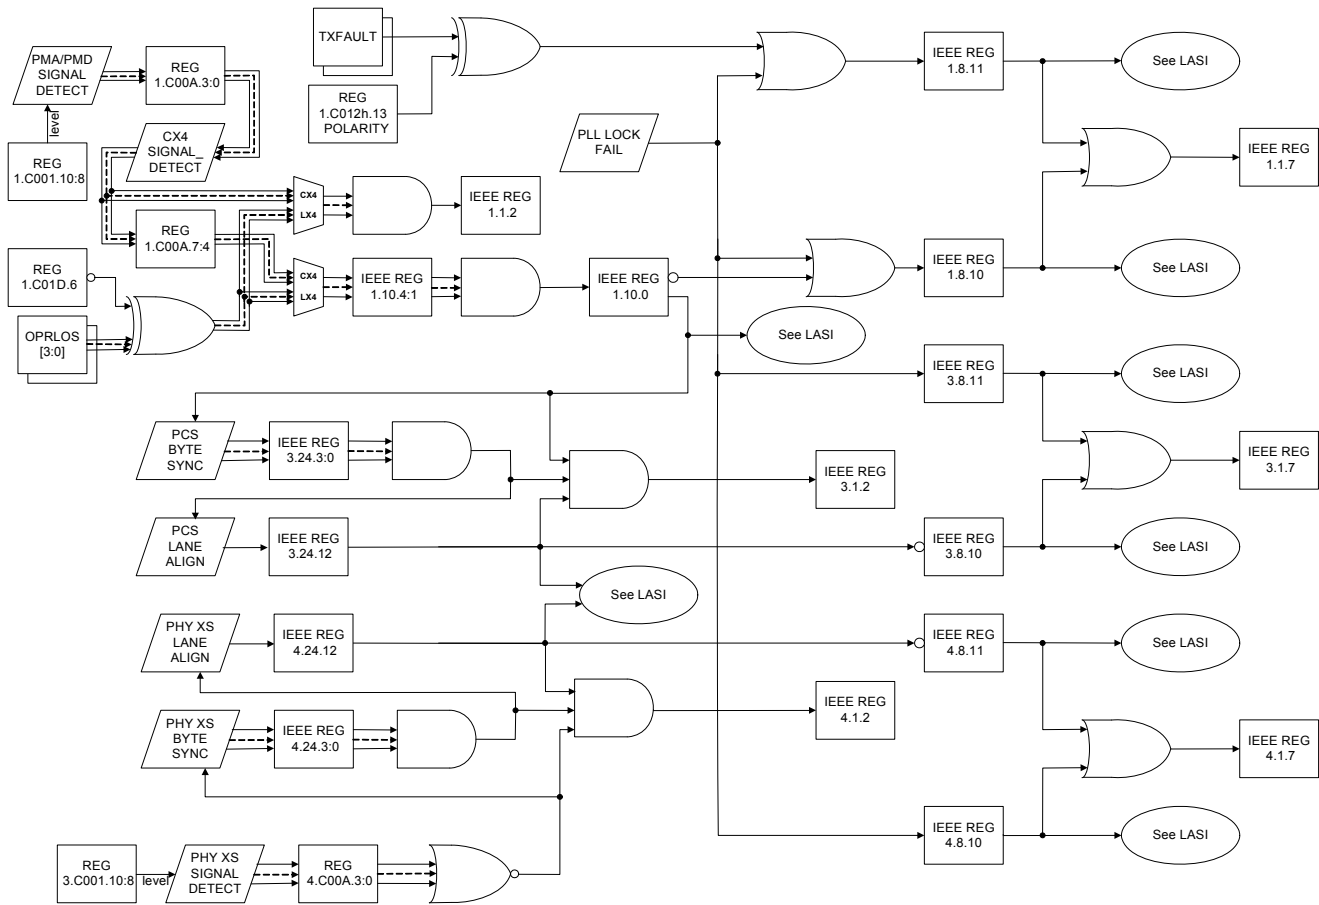 TXFAULT
IEEE REG
1.8.11
See LASI
PMA/PMD
SIGNAL
DETECT
REG
1.C00A.3:0
REG
1.C012h.13
POLARITY
level
PLL LOCK
FAIL
CX4
SIGNAL_
DETECT
IEEE REG
1.1.7
REG
1.C001.10:8
CX4
LX4
IEEE REG
1.1.2
REG
1.C00A.7:4
REG
1.C01D.6
CX4
LX4
IEEE REG
1.10.4:1
IEEE REG
1.10.0
IEEE REG
1.8.10
See LASI
OPRLOS
[3:0]
See LASI
IEEE REG
3.8.11
See LASI
PCS
BYTE
SYNC
IEEE REG
3.24.3:0
IEEE REG
3.1.2
IEEE REG
3.1.7
PCS
LANE
ALIGN
IEEE REG
3.24.12
IEEE REG
3.8.10
See LASI
See LASI
PHY XS
LANE
ALIGN
IEEE REG
4.24.12
IEEE REG
4.8.11
See LASI
PHY XS
BYTE
SYNC
IEEE REG
4.24.3:0
IEEE REG
4.1.2
IEEE REG
4.1.7
IEEE REG
4.8.10
See LASI
REG
3.C001.10:8
level
PHY XS
SIGNAL
DETECT
REG
4.C00A.3:0